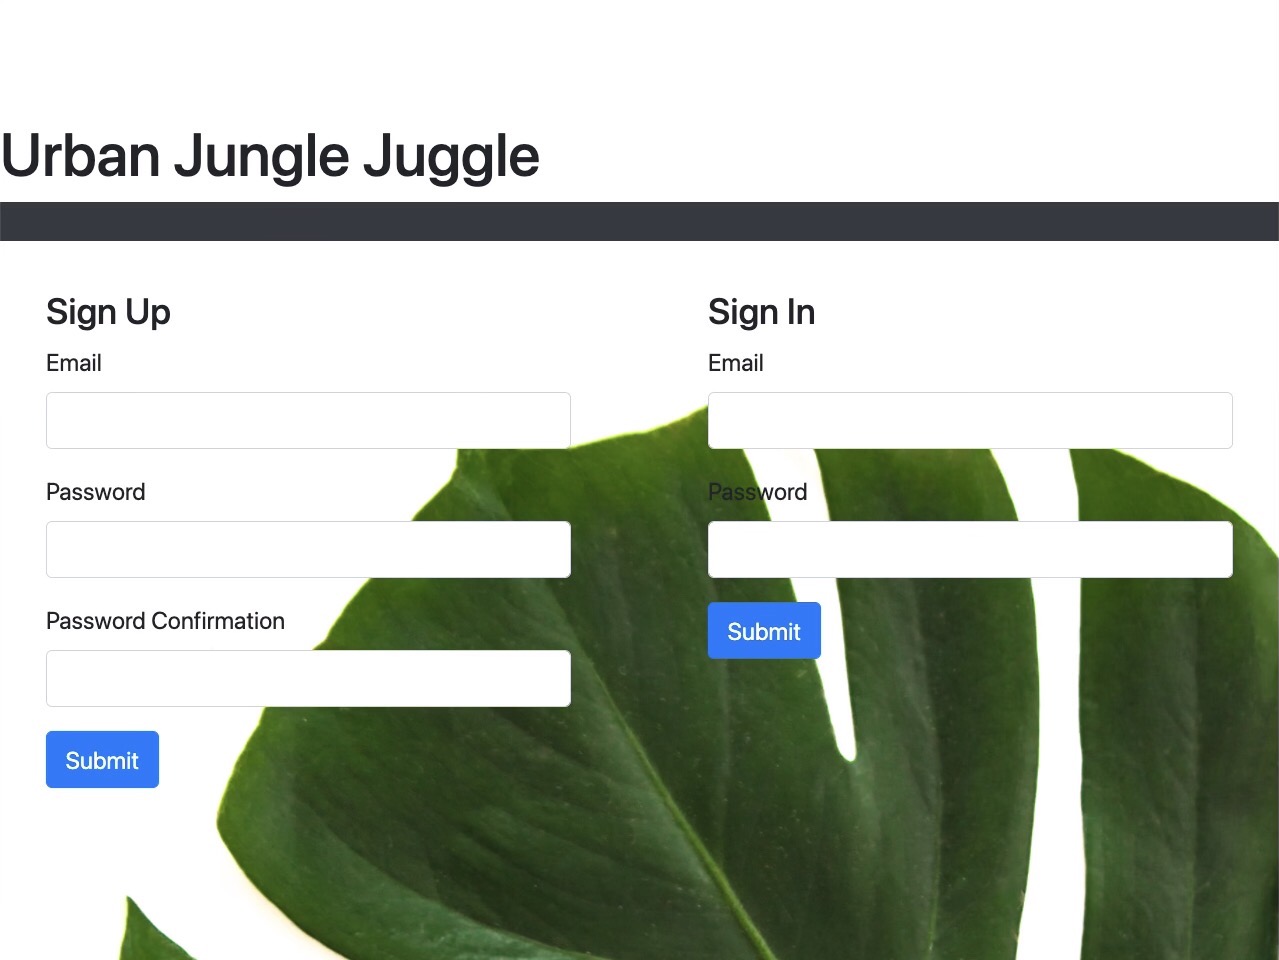 Urban Jungle Juggle
Sign Up
Email
Password
Password Confirmation
Submit
Sign In
Email
Password
Submit